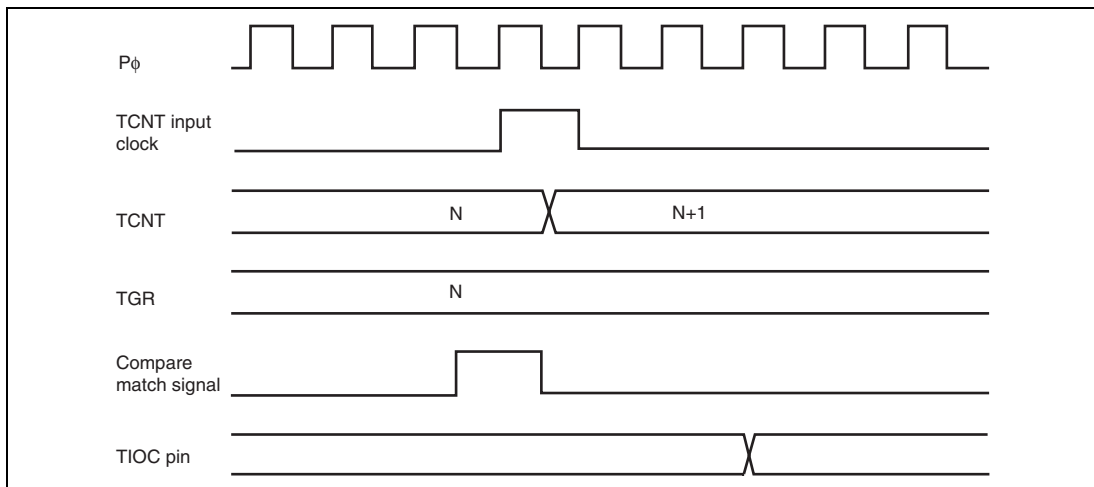 Pφ
TCNT input
clock
TCNT
N
N+1
TGR
N
Compare
match signal
TIOC pin